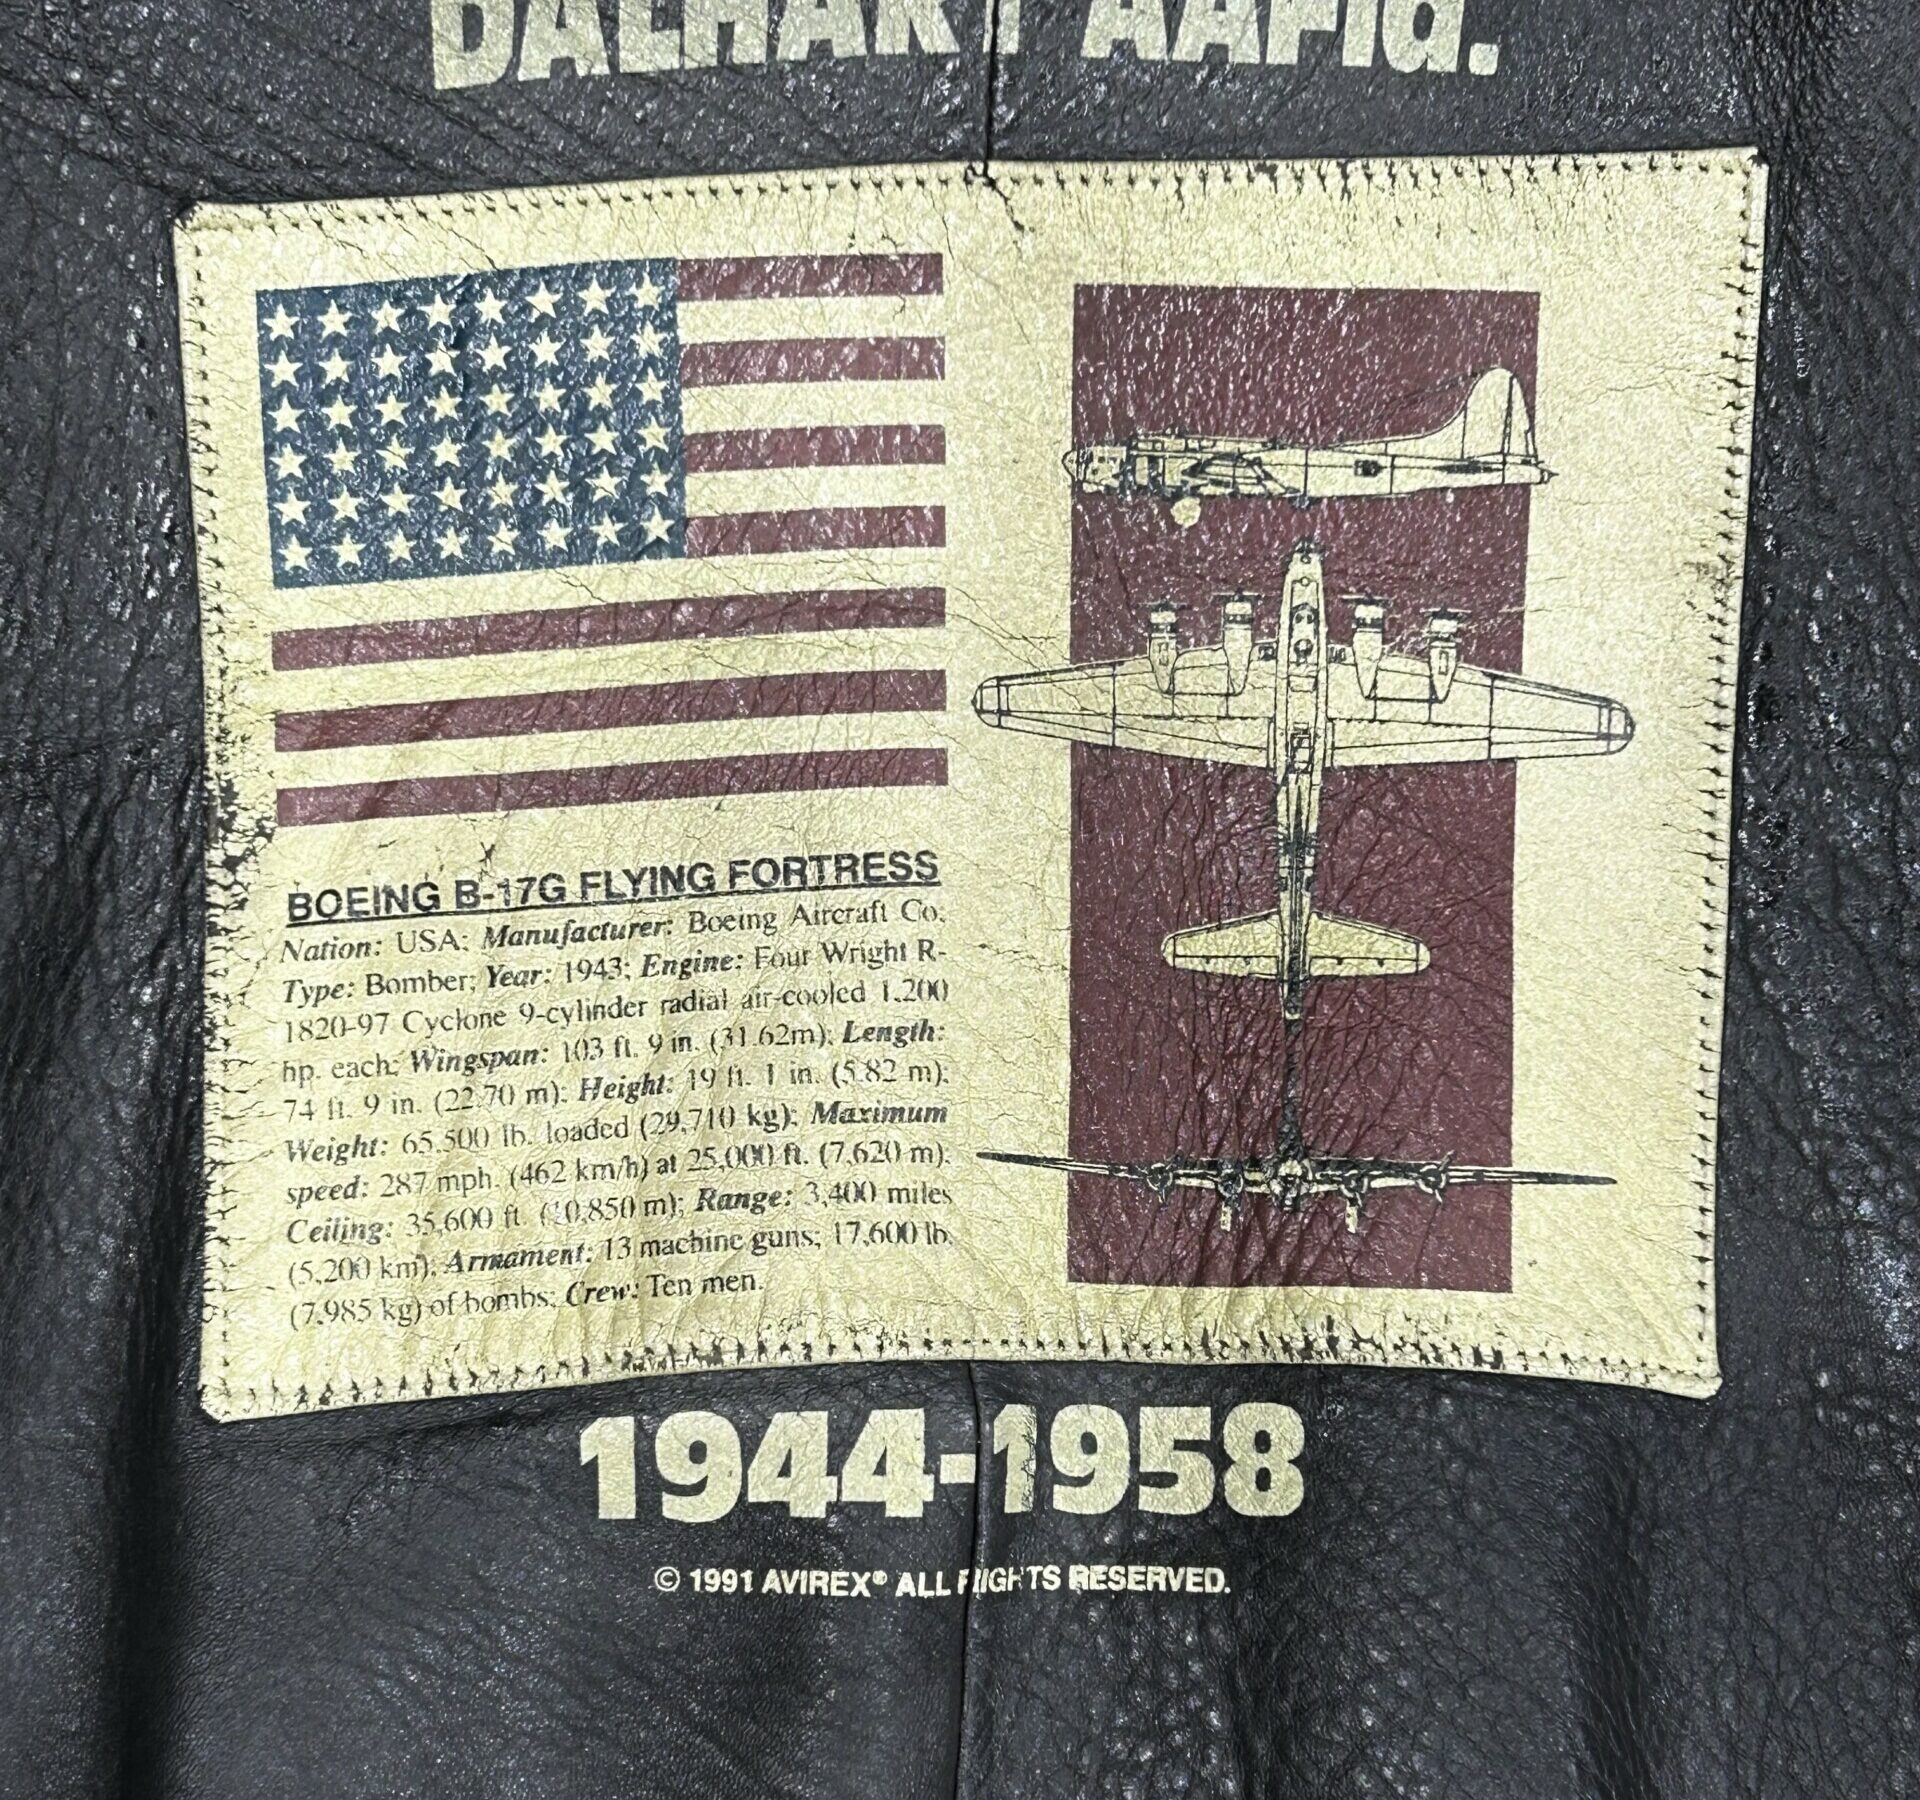 DALHART AAFld.
BOEING B-17G FLYING FORTRESS
Nation: USA; Manufacturer: Boeing Aircraft Co;
Type: Bomber; Year: 1943; Engine: Four Wright R-
1820-97 Cyclone 9-cylinder radial air-cooled 1,200
hp. each; Wingspan: 103 ft. 9 in. (31.62m); Length:
74 ft. 9 in. (22.70 m); Height: 19 ft. 1 in. (5.82 m);
Weight: 65,500 lb. loaded (29,710 kg); Maximum
speed: 287 mph. (462 km/h) at 25,000 ft. (7,620 m);
Ceiling: 35,600 ft. (10,850 m); Range: 3,400 miles
(5,200 km); Armament: 13 machine guns; 17,600 lb.
(7,985 kg) of bombs; Crew: Ten men.
1944-1958
© 1991 AVIREX® ALL RIGHTS RESERVED.